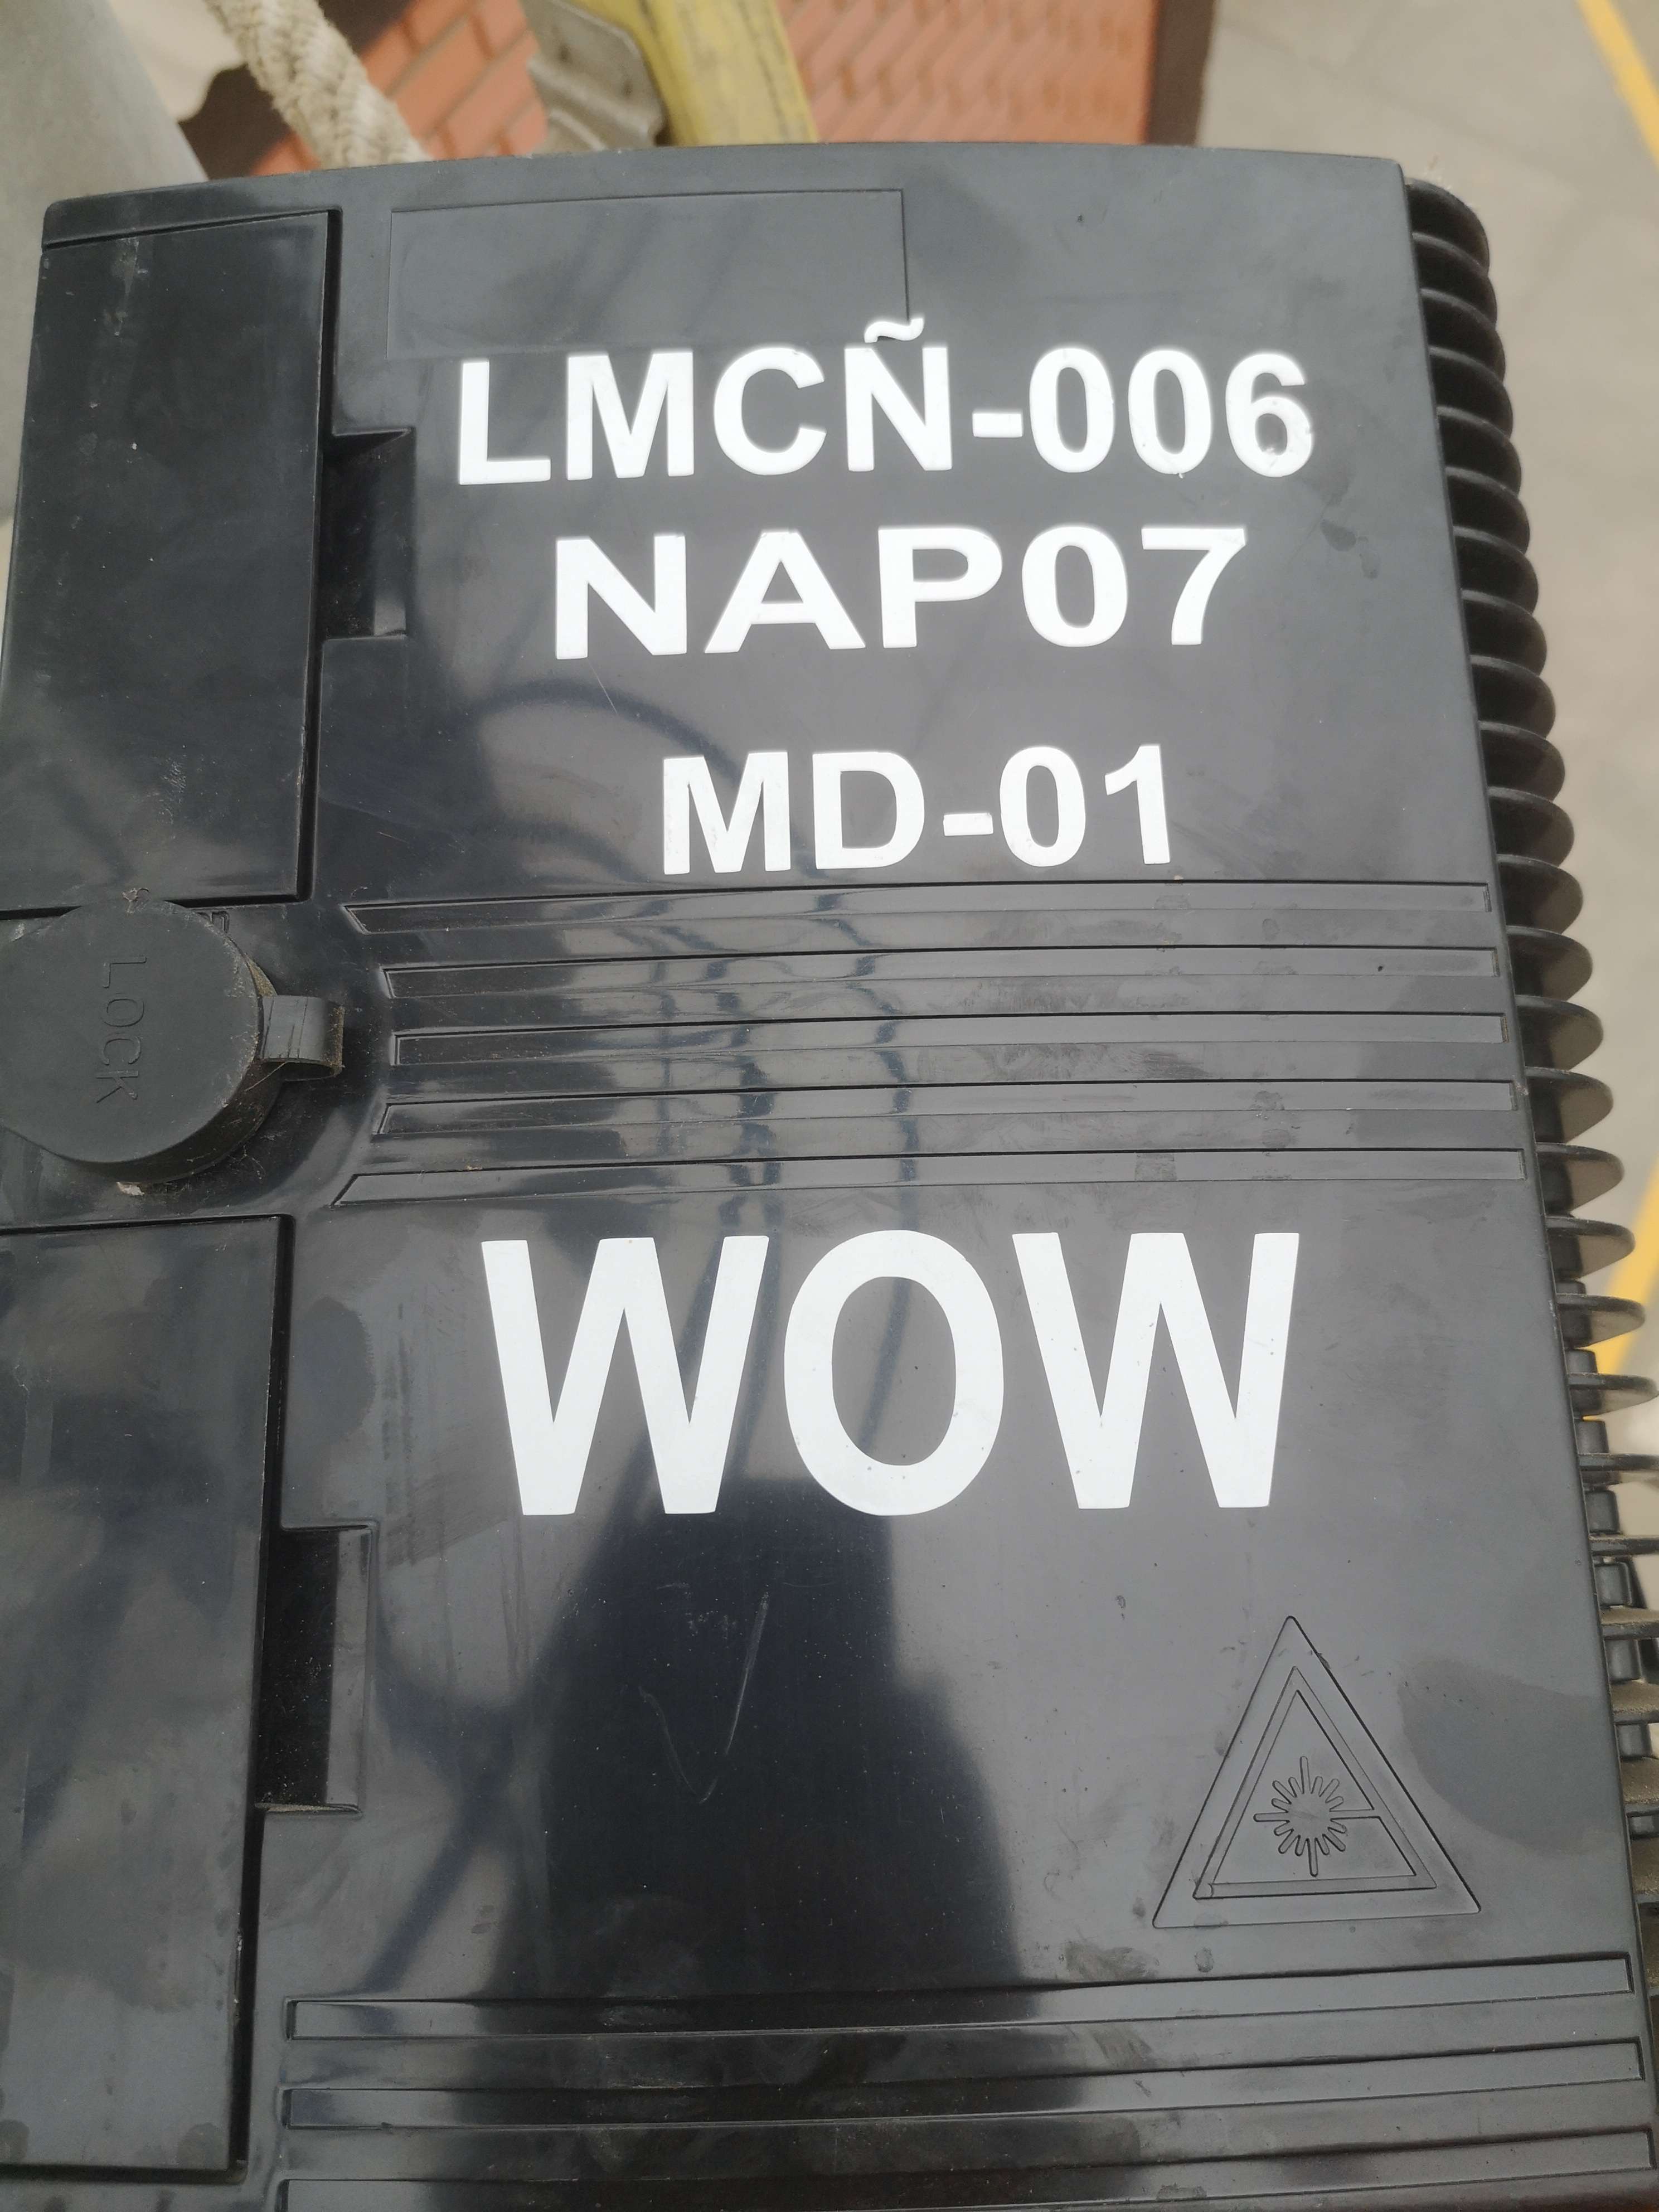 LMCÑ-006
NAP07
MD-01
LOCK
WOW